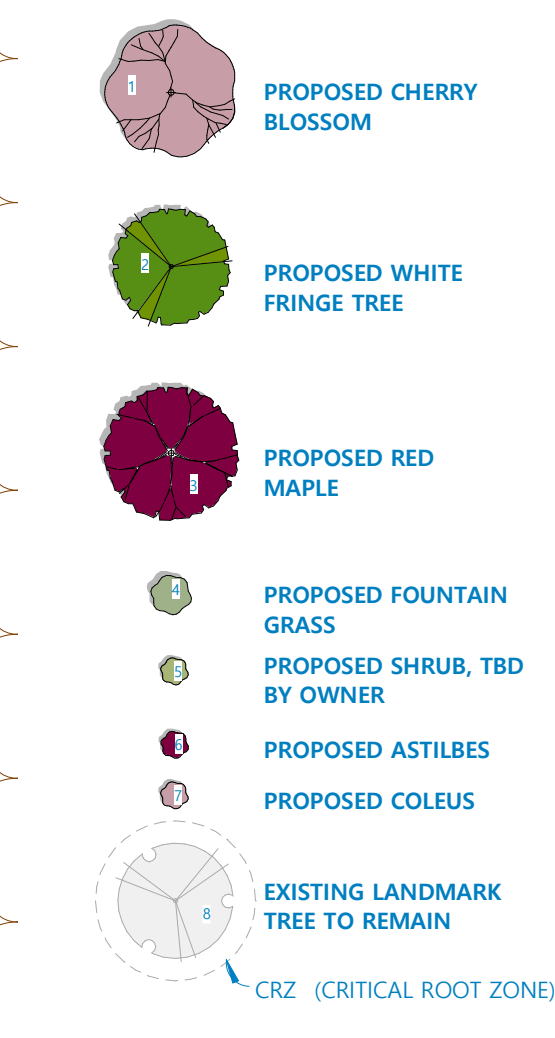 1
PROPOSED CHERRY
BLOSSOM
2
PROPOSED WHITE
FRINGE TREE
3
PROPOSED RED
MAPLE
4
PROPOSED FOUNTAIN
GRASS
5
PROPOSED SHRUB, TBD
BY OWNER
6
PROPOSED ASTILBES
7
PROPOSED COLEUS
8
EXISTING LANDMARK
TREE TO REMAIN
CRZ (CRITICAL ROOT ZONE)